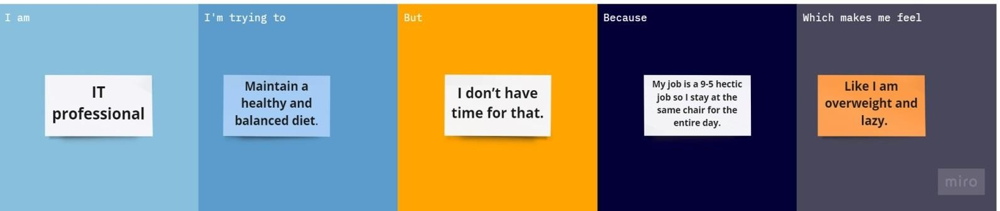 I am
IT
professional
I'm trying to
Maintain a
healthy and
balanced diet.
But
I don’t have
time for that.
Because
My job is a 9-5 hectic
job so I stay at the
same chair for the
entire day.
Which makes me feel
Like I am
overweight and
lazy.
miro